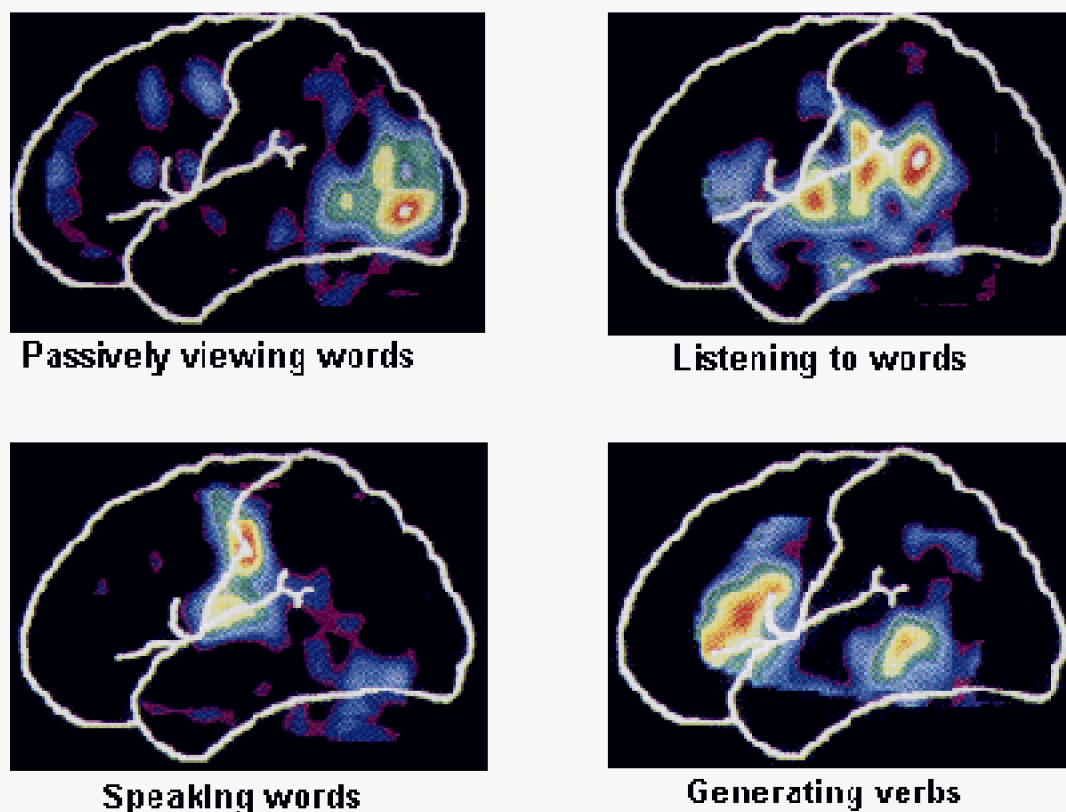 Passively viewing words
Listening to words
Speaking words
Generating verbs